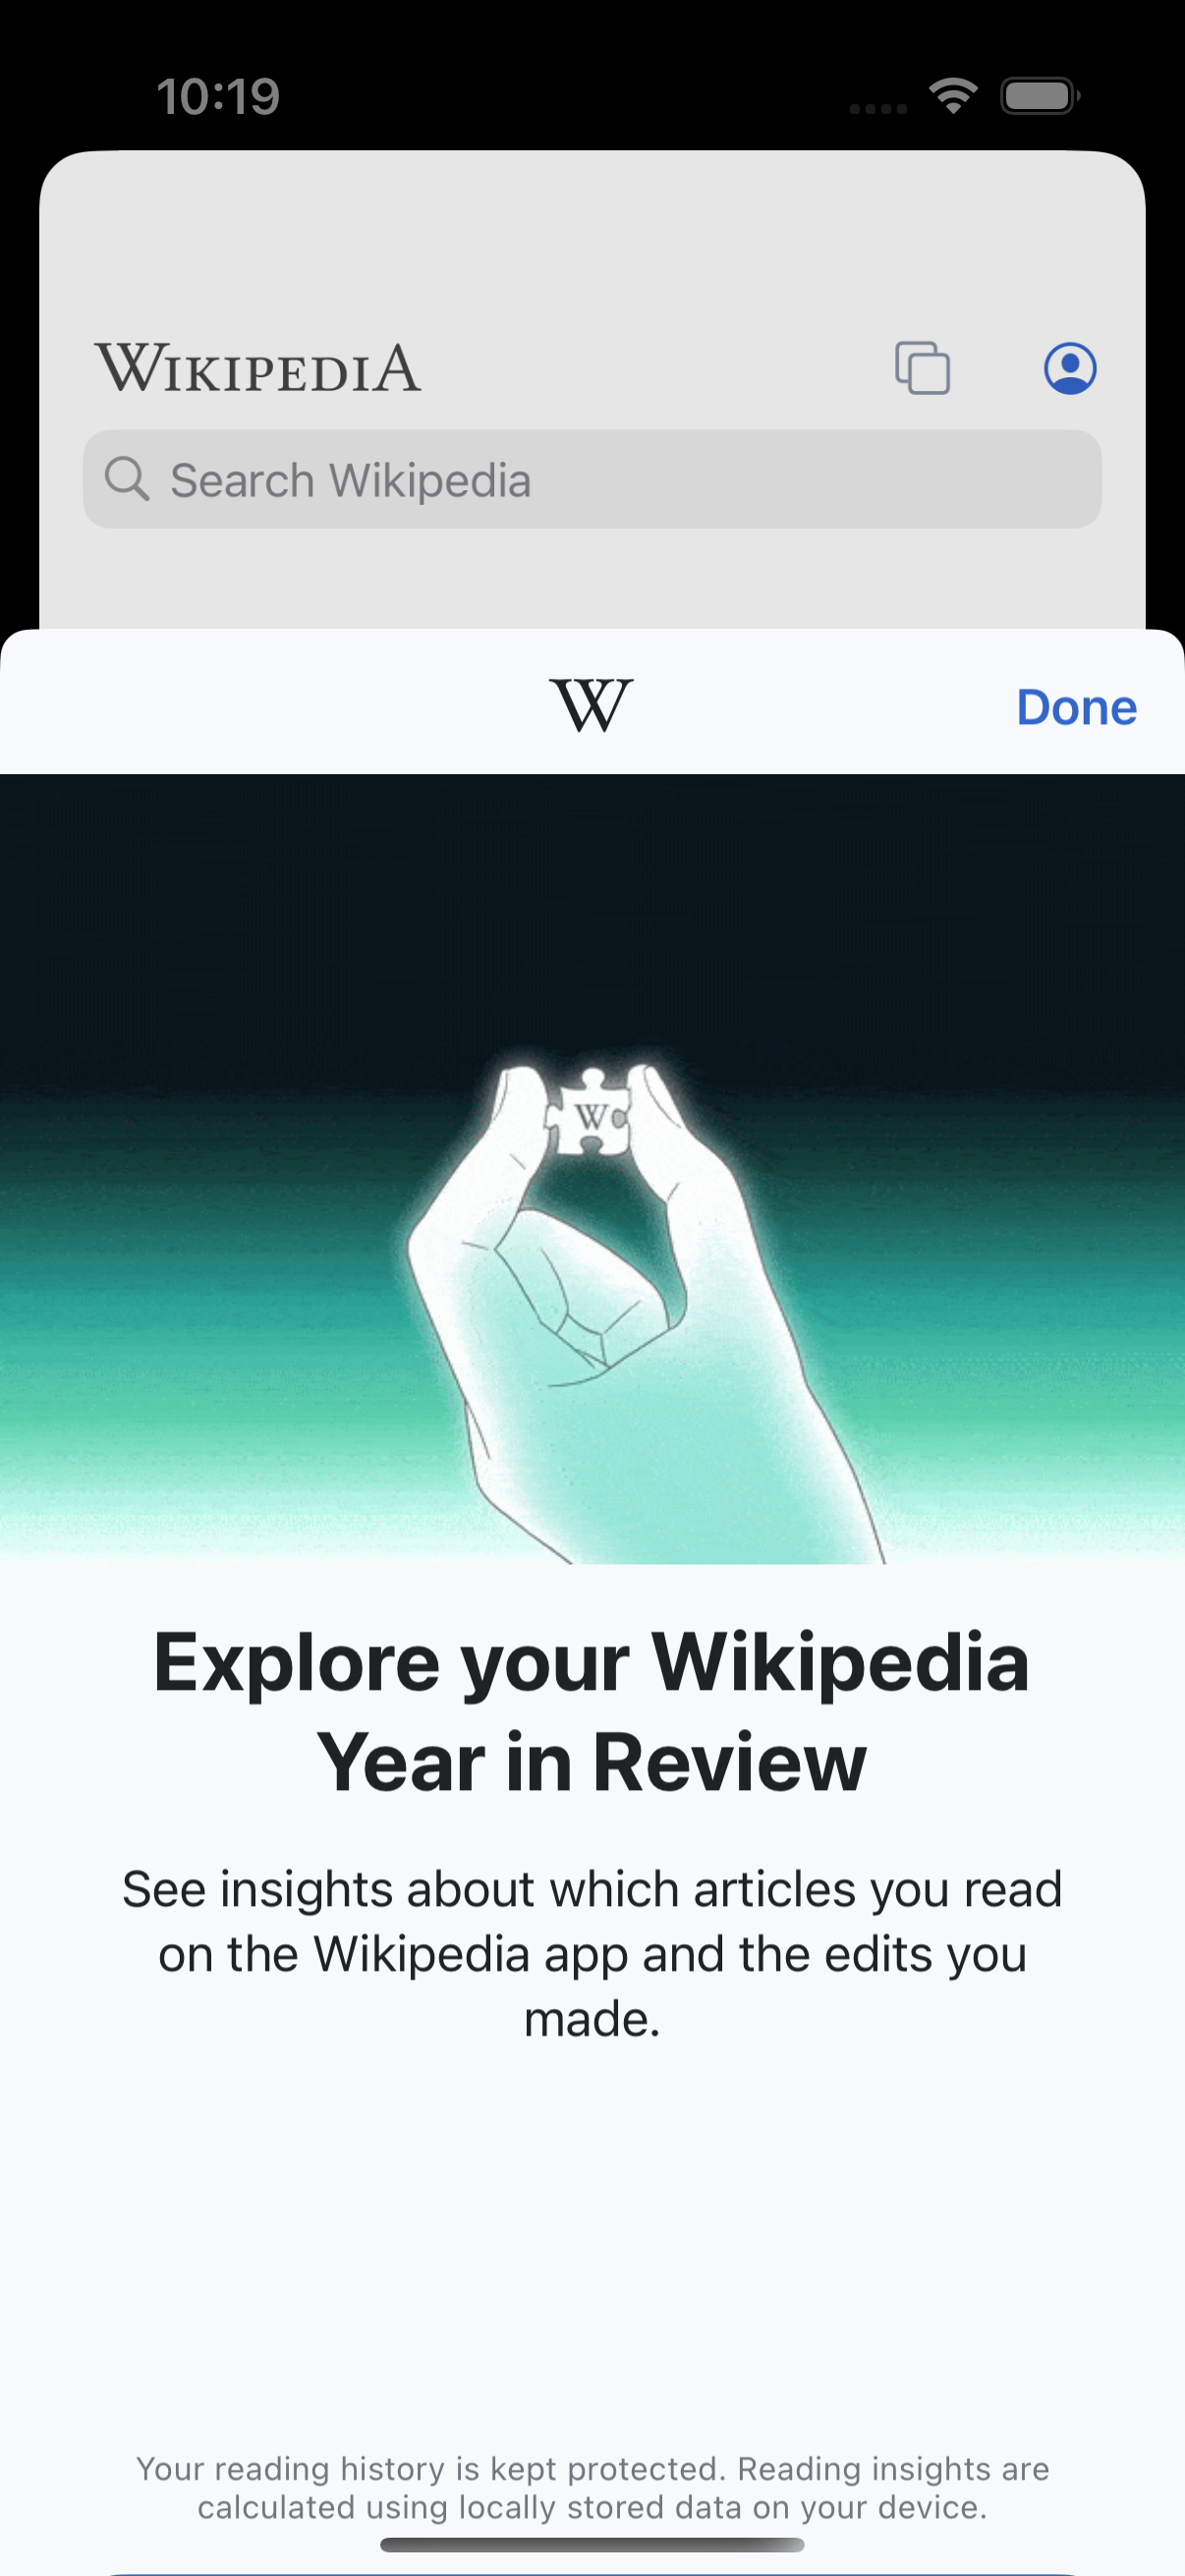 10:19
WIKIPEDIA
Search Wikipedia
W
Done
W
Explore your Wikipedia
Year in Review
See insights about which articles you read
on the Wikipedia app and the edits you
made.
Your reading history is kept protected. Reading insights are
calculated using locally stored data on your device.